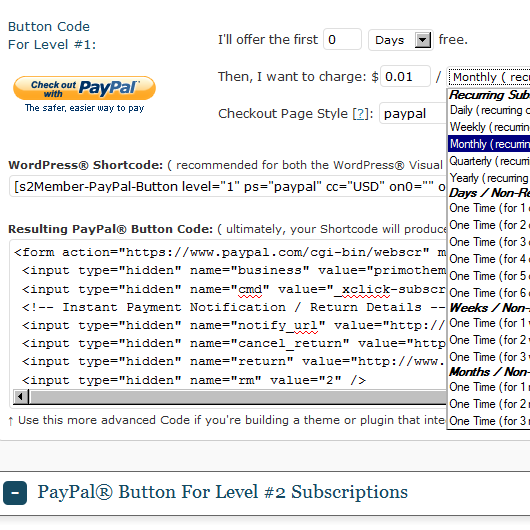 Button Code
For Level #1:
I'll offer the first 0 Days free.
Check out with PayPal
The safer, easier way to pay
Then, I want to charge: $ 0.01 / Monthly ( recu
Checkout Page Style [?]: paypal
Recurring Sub
Daily ( recurring c
Weekly ( recurrin
Monthly ( recurrin
Quarterly ( recurri
Yearly ( recurring
Days / Non-Re
One Time ( for 1
One Time ( for 2
One Time ( for 3
One Time ( for 4
One Time ( for 5
One Time ( for 6
Weeks / Non-
One Time ( for 1
One Time ( for 2
One Time ( for 3
Months / Non-
One Time ( for 1
One Time ( for 2
One Time ( for 3
WordPress® Shortcode: ( recommended for both the WordPress® Visual
[s2Member-PayPal-Button level="1" ps="paypal" cc="USD" on0="" o
Resulting PayPal® Button Code: ( ultimately, your Shortcode will produce
<form action="https://www.paypal.com/cgi-bin/webscr" m
<input type="hidden" name="business" value="primothem
<input type="hidden" name="cmd" value="_xclick-subscr
<!-- Instant Payment Notification / Return Details --
<input type="hidden" name="notify_url" value="http://
<input type="hidden" name="cancel_return" value="http
<input type="hidden" name="return" value="http://www.
<input type="hidden" name="rm" value="2" />
↑ Use this more advanced Code if you're building a theme or plugin that inte
- PayPal® Button For Level #2 Subscriptions